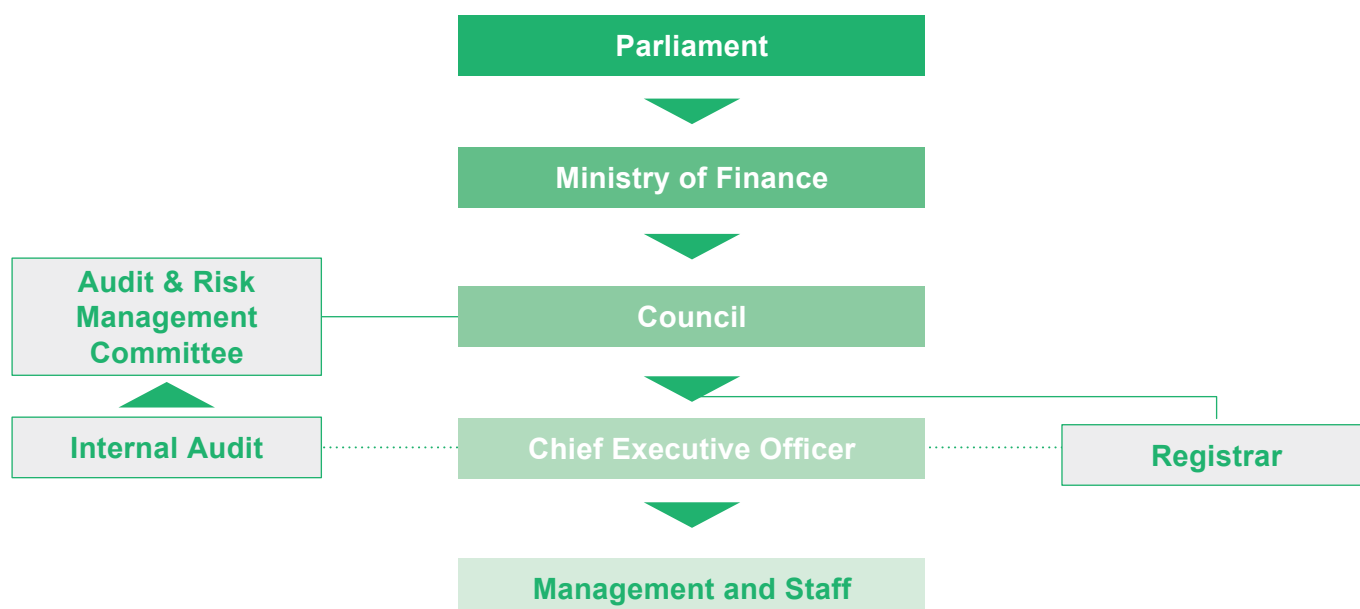 Parliament
Ministry of Finance
Audit & Risk
Management
Committee
Council
Internal Audit
Chief Executive Officer
Registrar
Management and Staff